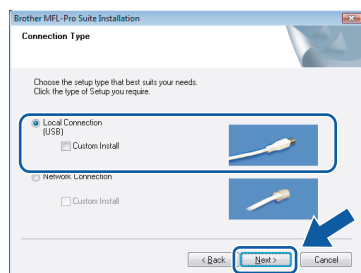 Brother MFL-Pro Suite Installation
Connection Type
Choose the setup type that best suits your needs.
Click the type of Setup you require.
Local Connection
(USB)
Custom Install
Network Connection
Custom Install
< Back
Next >
Cancel